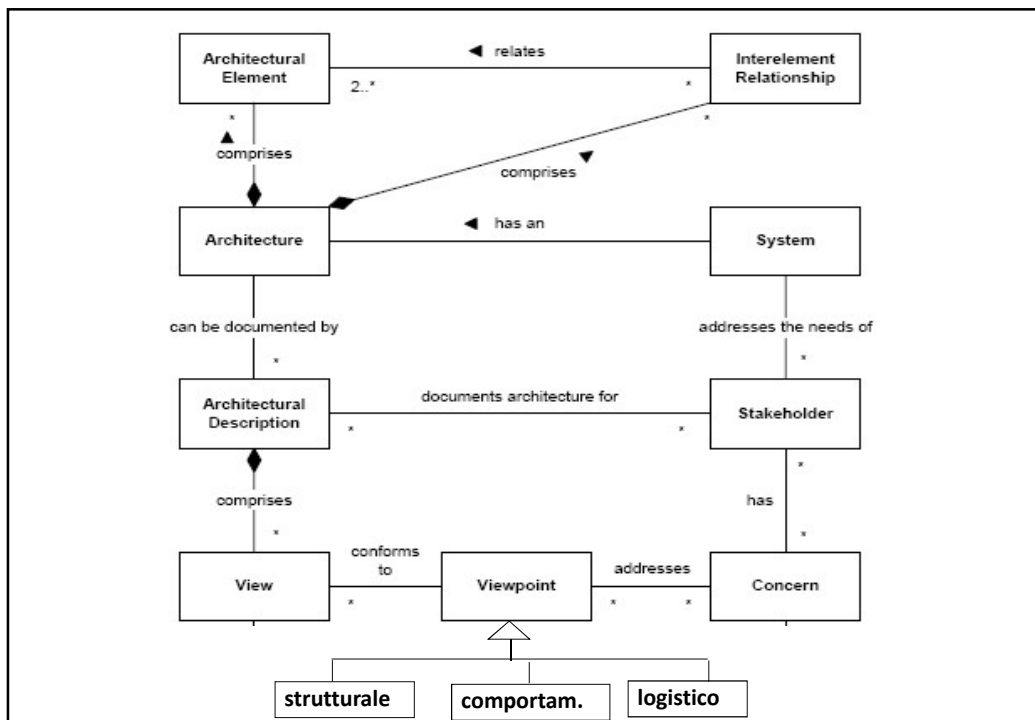 Architectural
Element
◄ relates
Interelement
Relationship
2..*
*
*
*
▲
comprises
comprises
▲
Architecture
◄ has an
System
can be documented by
addresses the needs of
*
*
Architectural
Description
documents architecture for
Stakeholder
*
*
*
comprises
has
*
*
View
conforms
to
Viewpoint
addresses
Concern
*
*
*
strutturale
comportam.
logistico